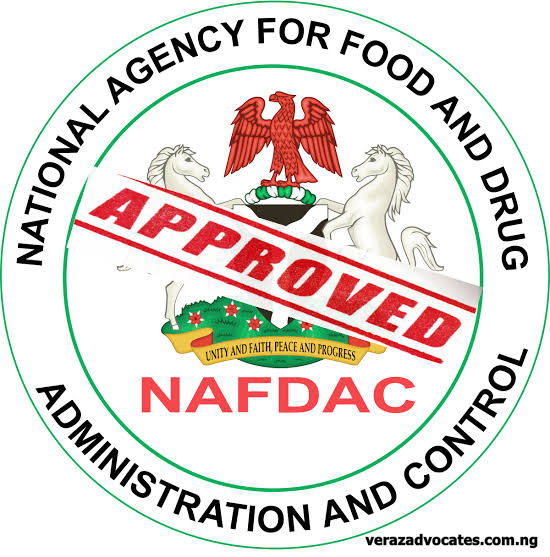 NATIONAL AGENCY FOR FOOD AND DRUG
APPROVED
UNITY AND FAITH, PEACE AND PROGRESS
NAFDAC
ADMINISTRATION AND CONTROL
verazadvocates.com.ng